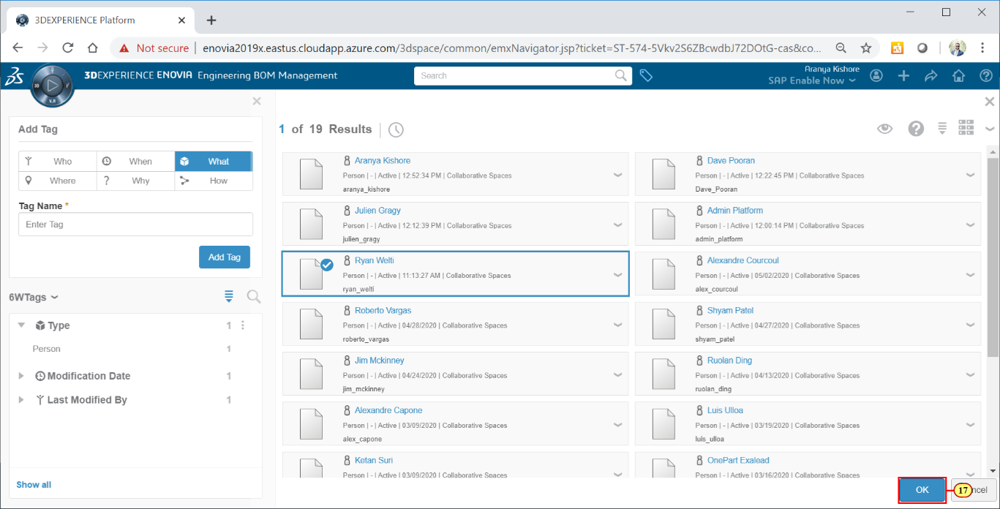 3DEXPERIENCE Platform
Not secure
enovia2019x.eastus.cloudapp.azure.com/3dspace/common/emxNavigator.jsp?ticket=ST-574-5Vkv2S6ZBcwdbJ72DOtG-cas&co...
3DEXPERIENCE ENOVIA Engineering BOM Management
Search
Aranya Kishore
SAP Enable Now
3D
V.R
Add Tag
Who
When
What
Where
Why
How
Tag Name *
Enter Tag
Add Tag
6WTags
Type 1
Person 1
Modification Date 1
Last Modified By 1
Show all
1 of 19 Results
Aranya Kishore
Person | - | Active | 12:52:34 PM | Collaborative Spaces
aranya_kishore
Dave Pooran
Person | - | Active | 12:22:45 PM | Collaborative Spaces
Dave_Pooran
Julien Gragy
Person | - | Active | 12:12:39 PM | Collaborative Spaces
julien_gragy
Admin Platform
Person | - | Active | 12:00:14 PM | Collaborative Spaces
admin_platform
Ryan Welti
Person | - | Active | 11:13:27 AM | Collaborative Spaces
ryan_welti
Alexandre Courcoul
Person | - | Active | 05/02/2020 | Collaborative Spaces
alex_courcoul
Roberto Vargas
Person | - | Active | 04/28/2020 | Collaborative Spaces
roberto_vargas
Shyam Patel
Person | - | Active | 04/27/2020 | Collaborative Spaces
shyam_patel
Jim Mckinney
Person | - | Active | 04/24/2020 | Collaborative Spaces
jim_mckinney
Ruolan Ding
Person | - | Active | 04/13/2020 | Collaborative Spaces
ruolan_ding
Alexandre Capone
Person | - | Active | 03/09/2020 | Collaborative Spaces
alex_capone
Luis Ulloa
Person | - | Active | 03/19/2020 | Collaborative Spaces
luis_ulloa
Ketan Suri
Person | - | Active | 03/09/2020 | Collaborative Spaces
OnePart Exalead
Person | - | Active | 03/16/2020 | Collaborative Spaces
OK
17
ncel